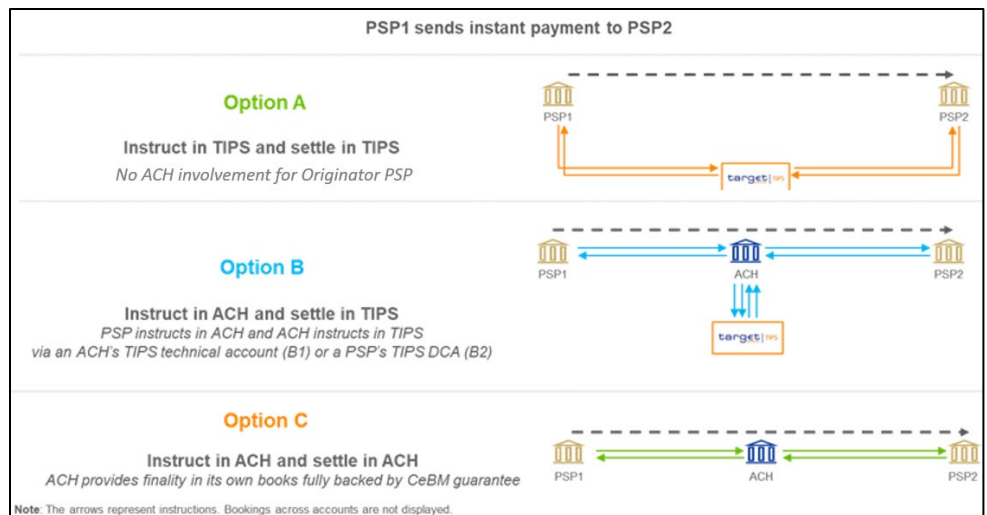 PSP1 sends instant payment to PSP2
Option A
Instruct in TIPS and settle in TIPS
No ACH involvement for Originator PSP
PSP1
PSP2
target | TIPS
Option B
Instruct in ACH and settle in TIPS
PSP instructs in ACH and ACH instructs in TIPS
via an ACH's TIPS technical account (B1) or a PSP's TIPS DCA (B2)
PSP1
ACH
PSP2
target | TIPS
Option C
Instruct in ACH and settle in ACH
ACH provides finality in its own books fully backed by CeBM guarantee
PSP1
ACH
PSP2
Note: The arrows represent instructions. Bookings across accounts are not displayed.